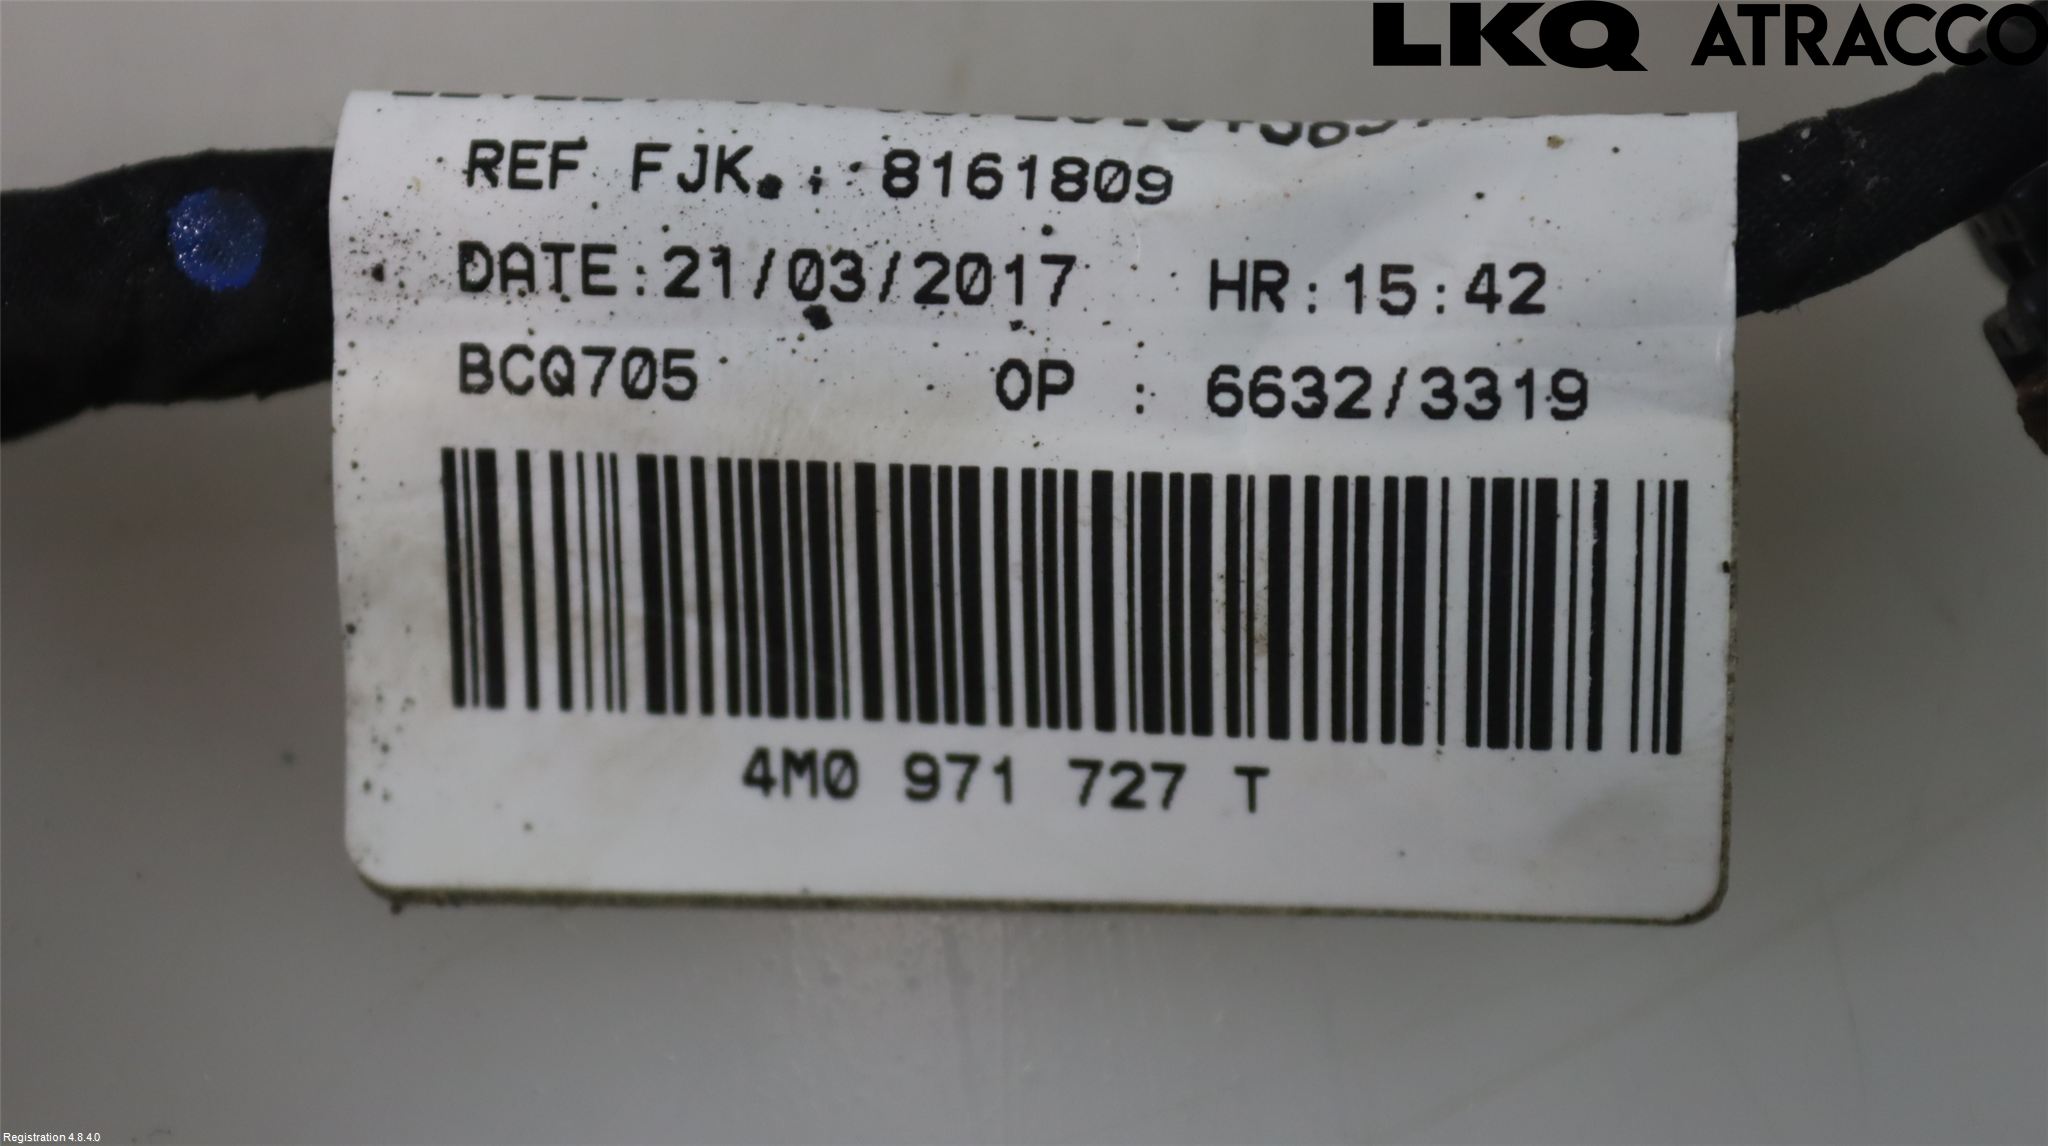 LKQ ATRACCO
REF FJK. : 8161809
DATE:21/03/2017 HR:15:42
BCQ705 OP : 6632/3319
4M0 971 727 T
Registration 4.8.4.0